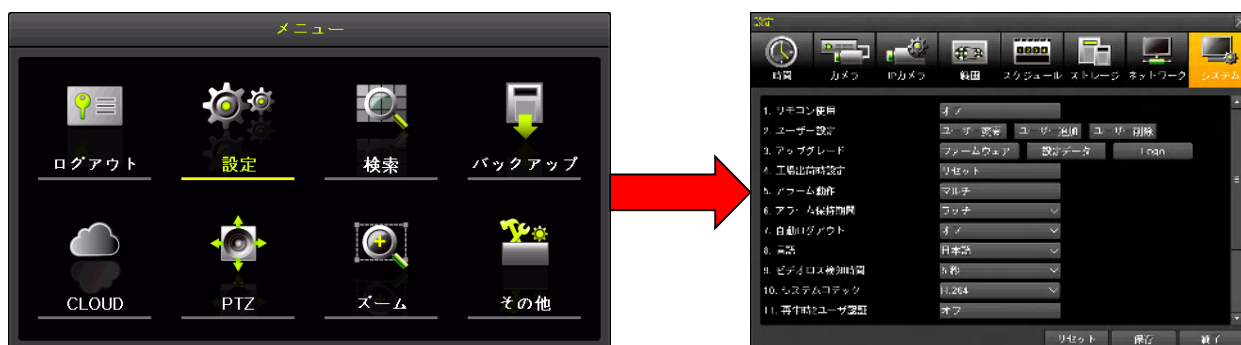 メニュー
ログアウト 設定 検索 バックアップ
CLOUD PTZ ズーム その他
設定
時間 カメラ IPカメラ 録画 スケジュール ストレージ ネットワーク システム
1. リモコン使用 オフ
2. ユーザー設定 ユーザー変更 ユーザー追加 ユーザー削除
3. アップグレード ファームウェア 設定データ Logo
4. 工場出荷時設定 リセット
5. アラーム動作 マルチ
6. アラーム保持期間 ラッチ
7. 自動ログアウト オフ
8. 言語 日本語
9. ビデオロス検知時間 5 秒
10. システムコーデック H.264
11. 再生時2ユーザ認証 オフ
リセット 保存 終了